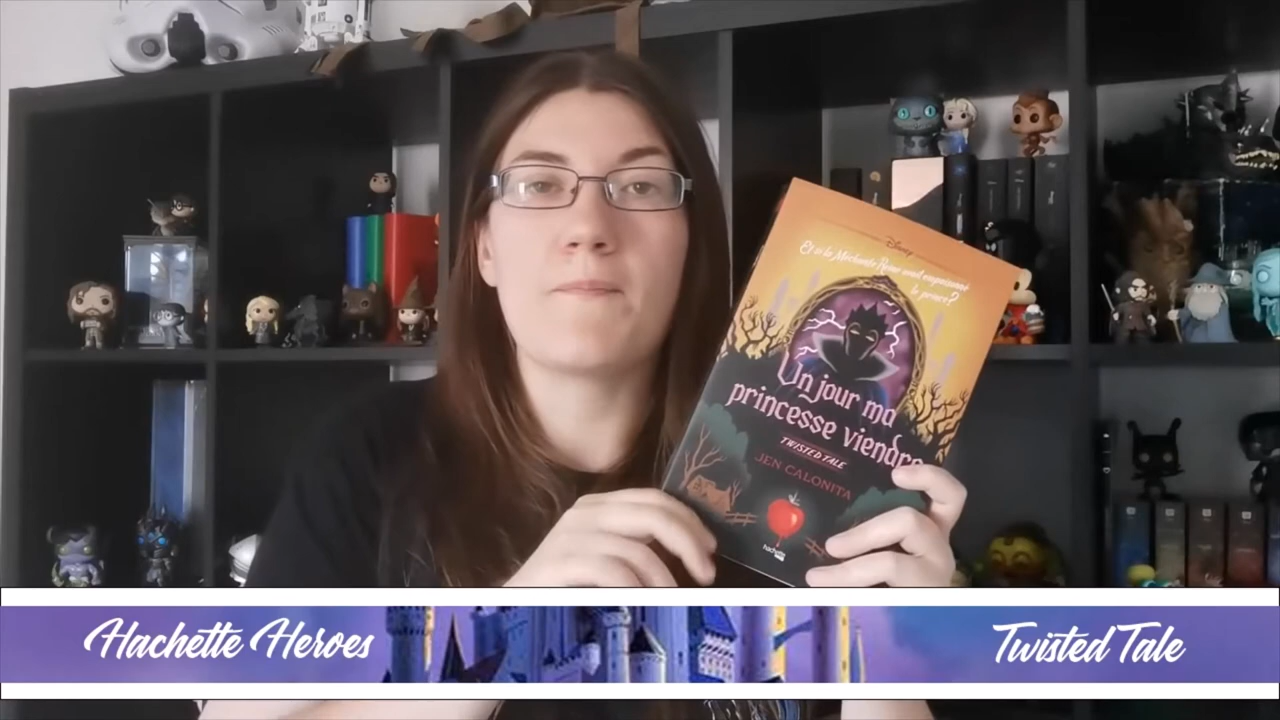 Disney
Et si la Méchante Reine avait empoisonné
le prince?
Un jour ma
princesse viendra
TWISTED TALE
JEN CALONITA
hachette
Hachette Heroes
Twisted Tale